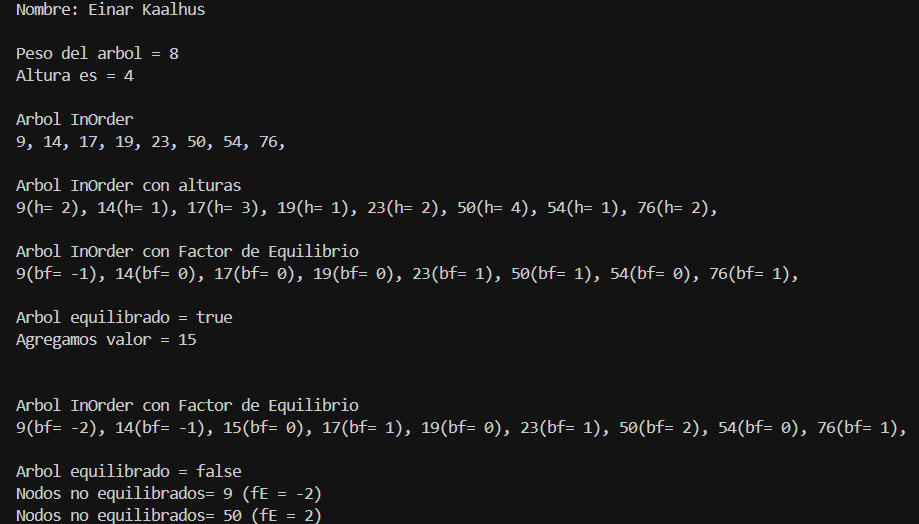 Nombre: Einar Kaalhus
Peso del arbol = 8
Altura es = 4
Arbol InOrder
9, 14, 17, 19, 23, 50, 54, 76,
Arbol InOrder con alturas
9(h= 2), 14(h= 1), 17(h= 3), 19(h= 1), 23(h= 2), 50(h= 4), 54(h= 1), 76(h= 2),
Arbol InOrder con Factor de Equilibrio
9(bf= -1), 14(bf= 0), 17(bf= 0), 19(bf= 0), 23(bf= 1), 50(bf= 1), 54(bf= 0), 76(bf= 1),
Arbol equilibrado = true
Agregamos valor = 15
Arbol InOrder con Factor de Equilibrio
9(bf= -2), 14(bf= -1), 15(bf= 0), 17(bf= 1), 19(bf= 0), 23(bf= 1), 50(bf= 2), 54(bf= 0), 76(bf= 1),
Arbol equilibrado = false
Nodos no equilibrados= 9 (fE = -2)
Nodos no equilibrados= 50 (fE = 2)